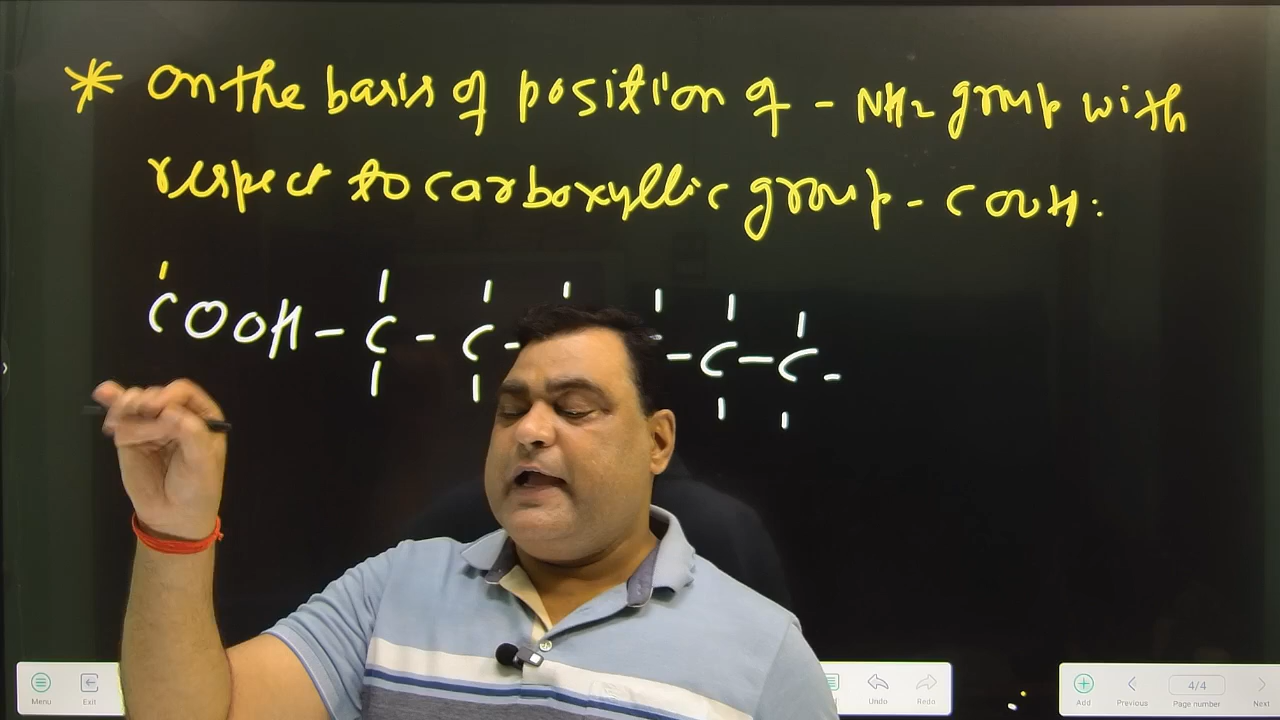 * On the basis of position of - NH2 group with
respect to carboxyllic group - COOH :
COOH - C - C - - C - C -
Menu Exit Undo Redo Add Previous 4/4 Page number Next